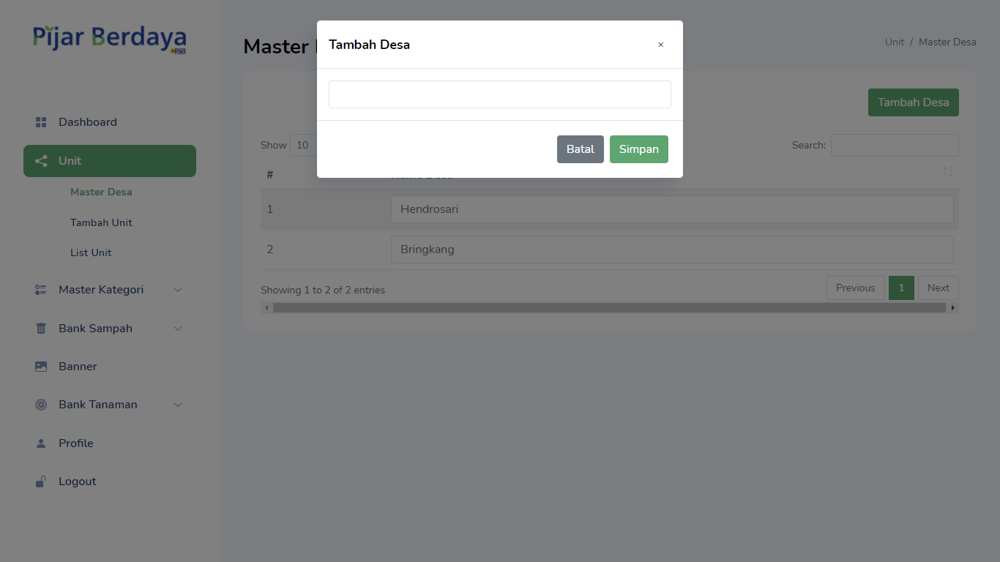 Pijar Berdaya
PJB
Dashboard
Unit
Master Desa
Tambah Unit
List Unit
Master Kategori
Bank Sampah
Banner
Bank Tanaman
Profile
Logout
Master
Unit / Master Desa
Tambah Desa
×
Batal Simpan
Tambah Desa
Show 10
Search:
#
1 Hendrosari
2 Bringkang
Showing 1 to 2 of 2 entries
Previous 1 Next